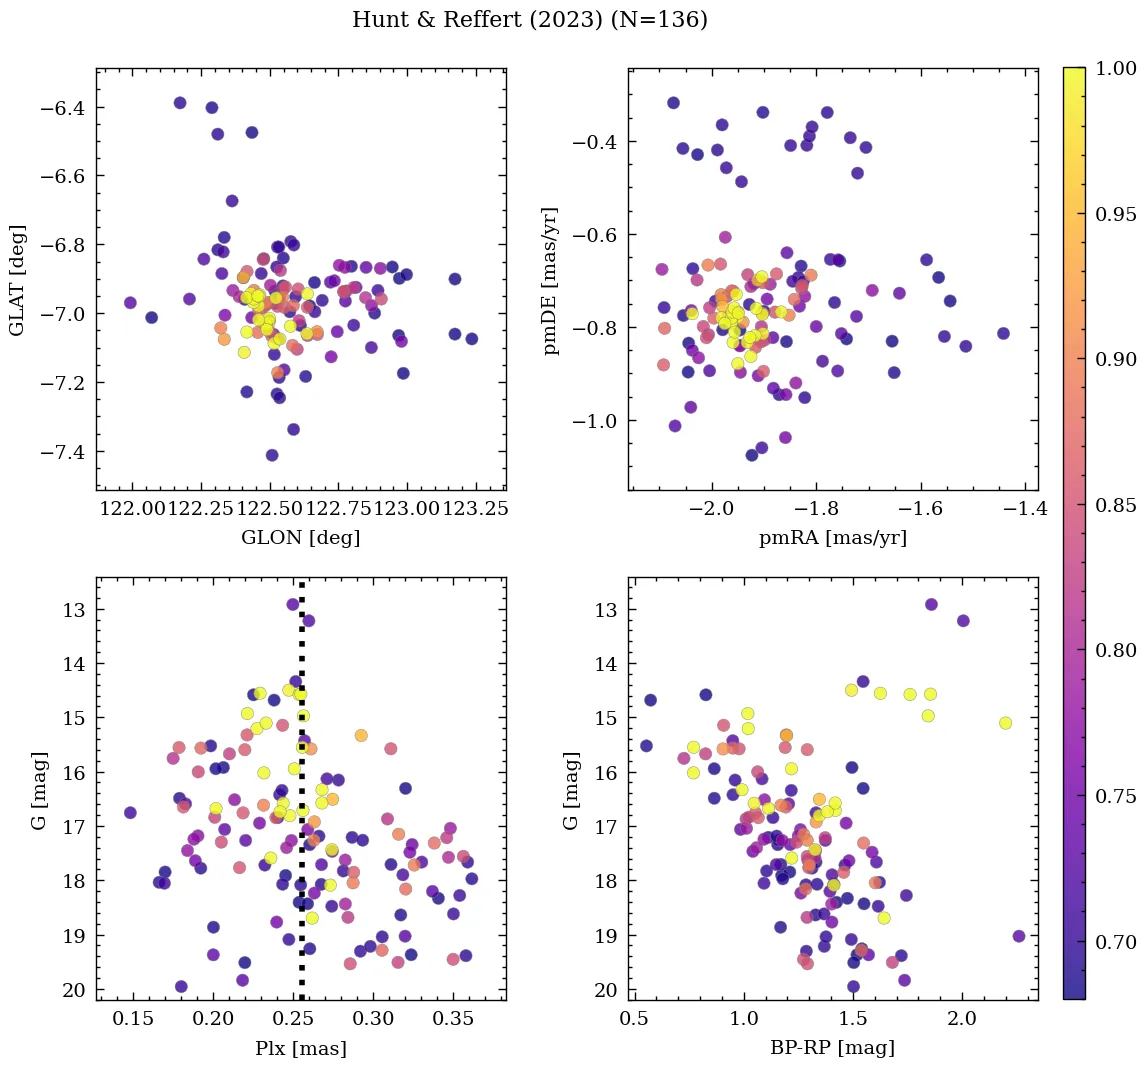 Hunt & Reffert (2023) (N=136)
−6.4
−6.6
−6.8
−7.0
−7.2
−7.4
GLAT [deg]
122.00 122.25 122.50 122.75 123.00 123.25
GLON [deg]
−0.4
−0.6
−0.8
−1.0
pmDE [mas/yr]
−2.0 −1.8 −1.6 −1.4
pmRA [mas/yr]
13
14
15
16
17
18
19
20
G [mag]
0.15 0.20 0.25 0.30 0.35
Plx [mas]
13
14
15
16
17
18
19
20
G [mag]
0.5 1.0 1.5 2.0
BP-RP [mag]
1.00
0.95
0.90
0.85
0.80
0.75
0.70